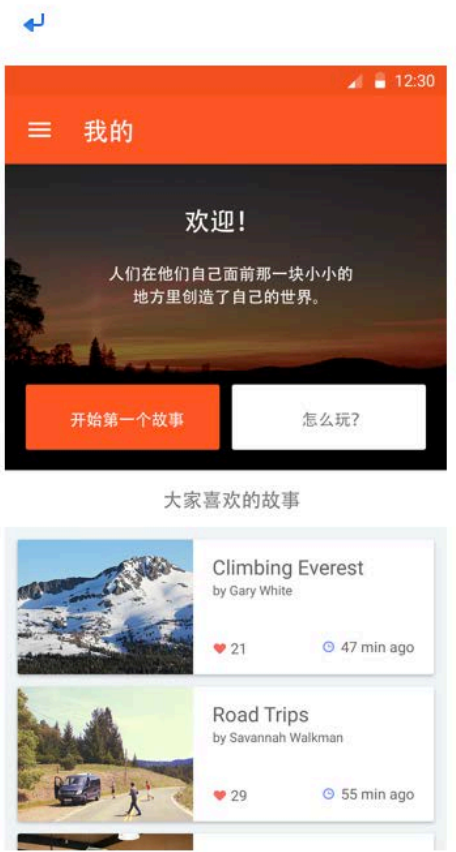 12:30
我的
欢迎！
人们在他们自己面前那一块小小的
地方里创造了自己的世界。
开始第一个故事
怎么玩?
大家喜欢的故事
Climbing Everest
by Gary White
21
47 min ago
Road Trips
by Savannah Walkman
29
55 min ago